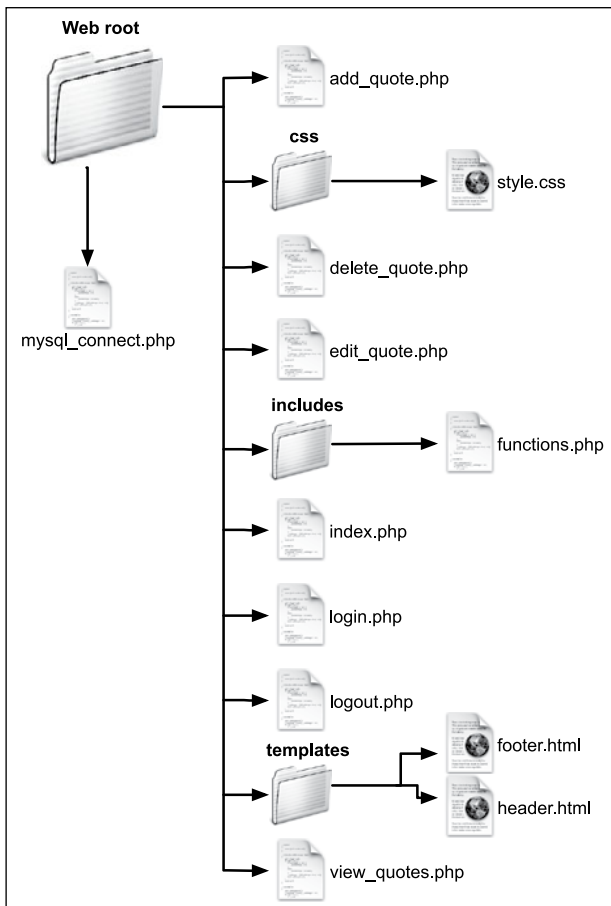 Web root
add_quote.php
css
style.css
delete_quote.php
mysql_connect.php
edit_quote.php
includes
functions.php
index.php
login.php
logout.php
templates
footer.html
header.html
view_quotes.php